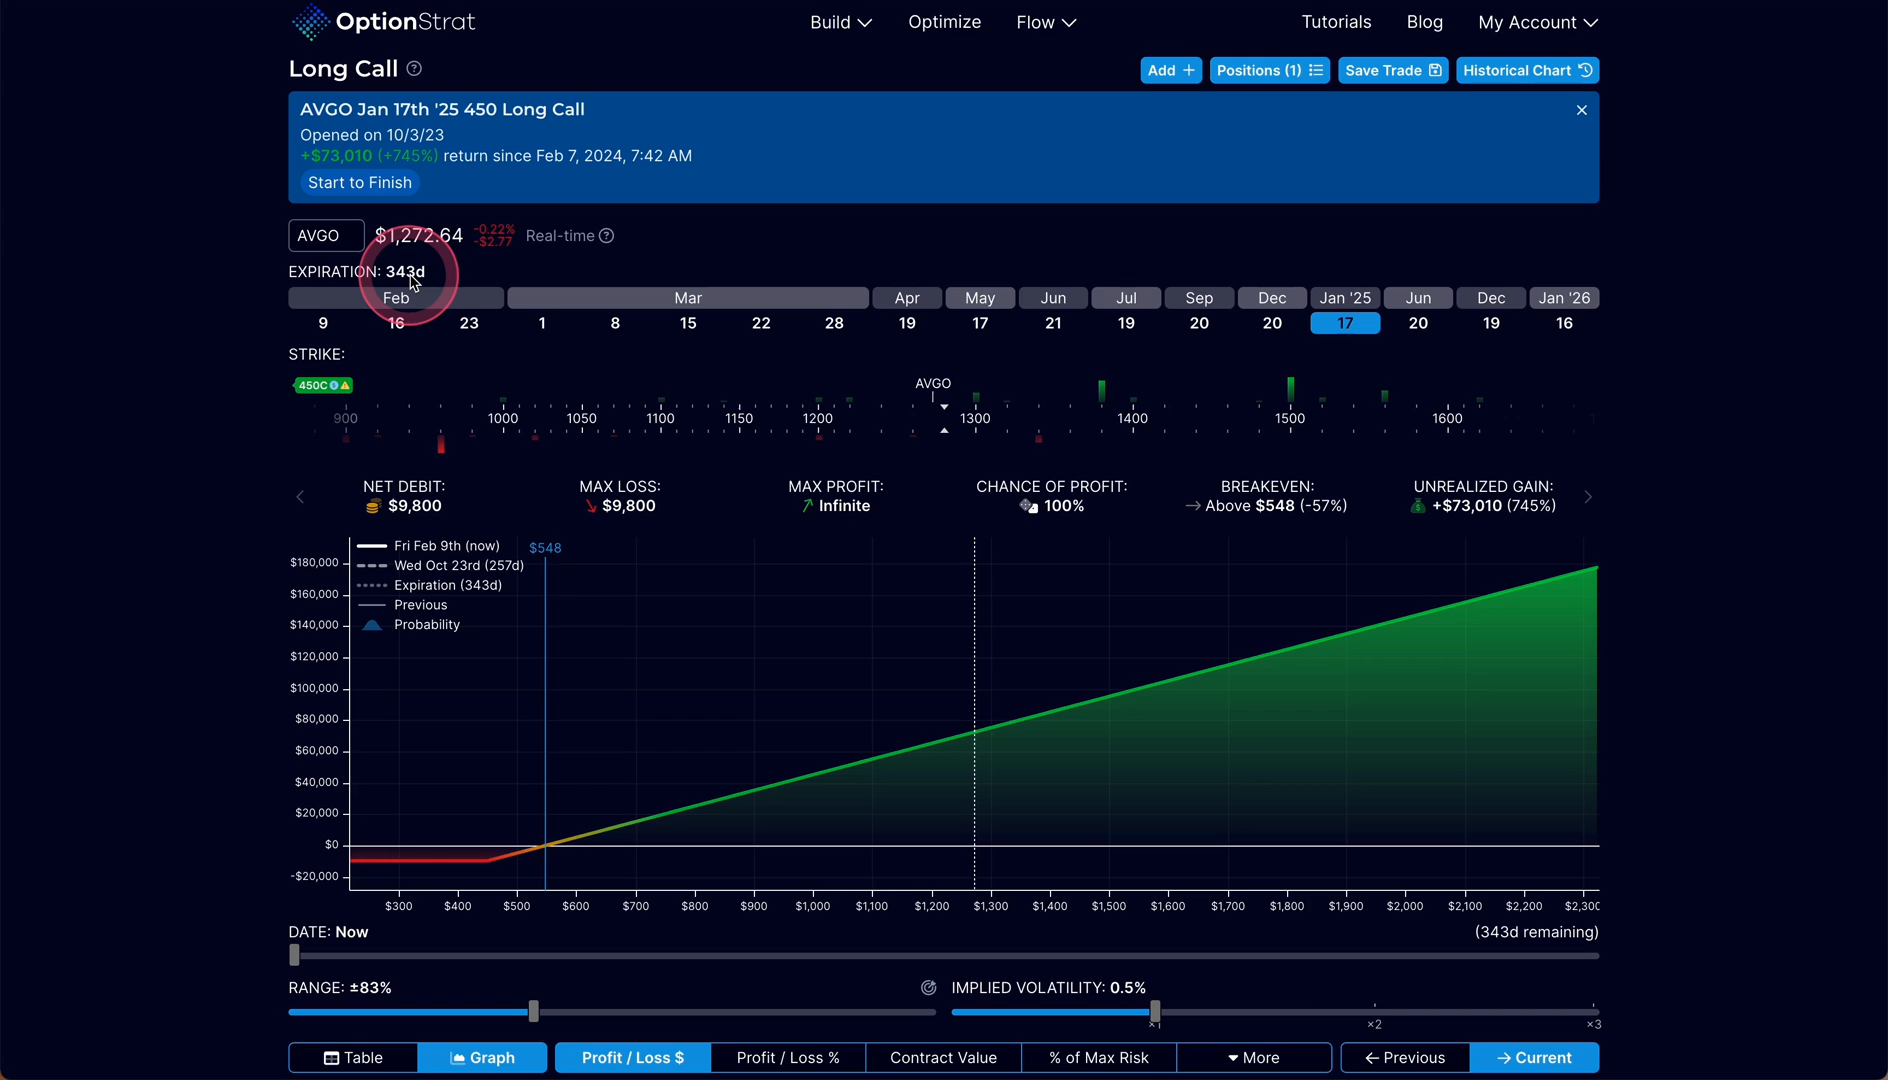 OptionStrat
Build
Optimize
Flow
Tutorials
Blog
My Account
Long Call ?
Add +
Positions (1)
Save Trade
Historical Chart
AVGO Jan 17th '25 450 Long Call
Opened on 10/3/23
+$73,010 (+745%) return since Feb 7, 2024, 7:42 AM
Start to Finish
AVGO
$1,272.64
-0.22%
-$2.77
Real-time ?
EXPIRATION: 343d
Feb Mar Apr May Jun Jul Sep Dec Jan '25 Jun Dec Jan '26
9 16 23 1 8 15 22 28 19 17 21 19 20 20 17 20 19 16
STRIKE:
450C
AVGO
900 1000 1050 1100 1150 1200 1300 1400 1500 1600
NET DEBIT: MAX LOSS: MAX PROFIT: CHANCE OF PROFIT: BREAKEVEN: UNREALIZED GAIN:
$9,800 $9,800 Infinite 100% → Above $548 (-57%) +$73,010 (745%)
Fri Feb 9th (now)
$548
Wed Oct 23rd (257d)
Expiration (343d)
Previous
Probability
$180,000
$160,000
$140,000
$120,000
$100,000
$80,000
$60,000
$40,000
$20,000
$0
-$20,000
$300 $400 $500 $600 $700 $800 $900 $1,000 $1,100 $1,200 $1,300 $1,400 $1,500 $1,600 $1,700 $1,800 $1,900 $2,000 $2,100 $2,200 $2,300
DATE: Now
(343d remaining)
RANGE: ±83%
IMPLIED VOLATILITY: 0.5%
×1 ×2 ×3
Table
Graph
Profit / Loss $
Profit / Loss %
Contract Value
% of Max Risk
More
← Previous
→ Current